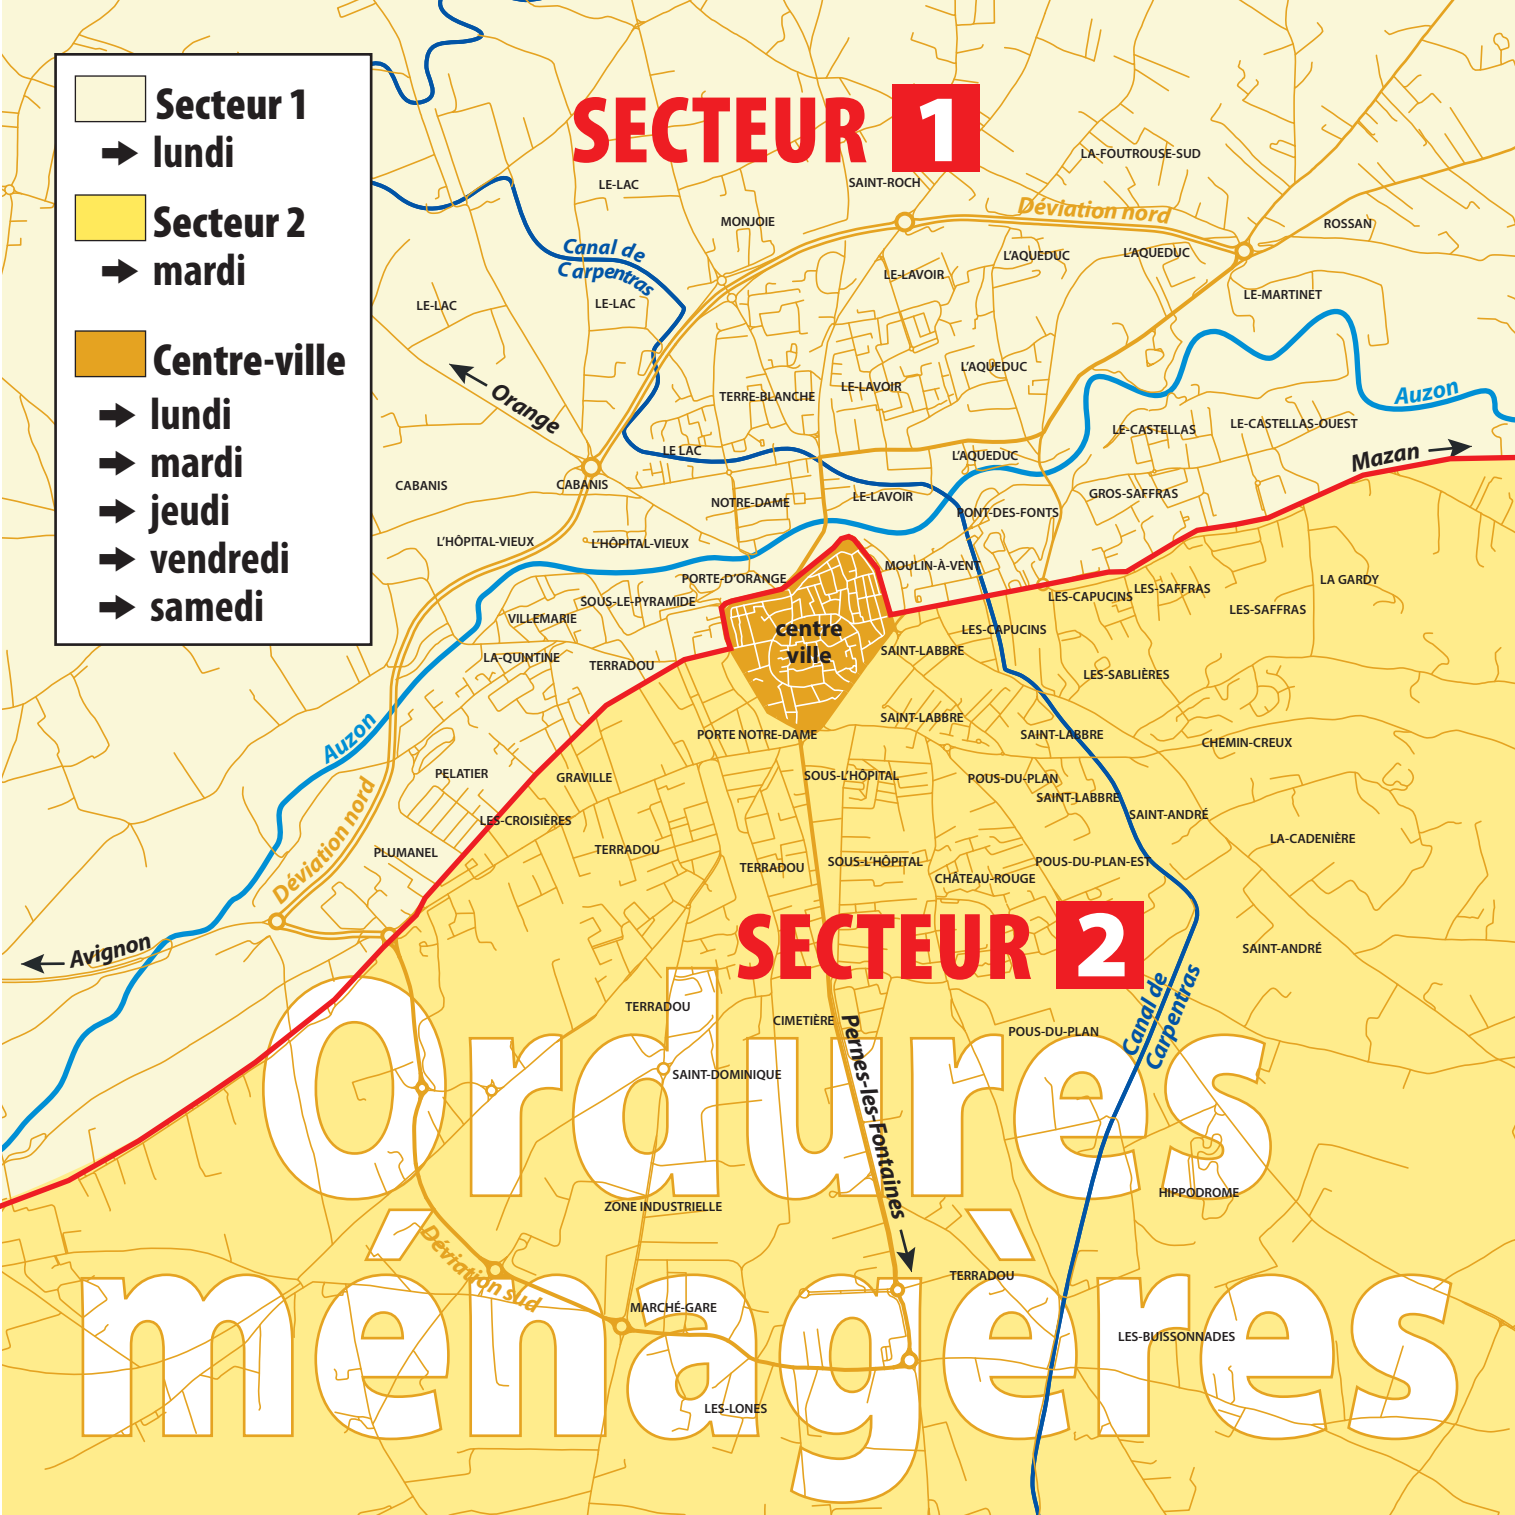 Secteur 1
lundi
Secteur 2
mardi
Centre-ville
lundi
mardi
jeudi
vendredi
samedi
SECTEUR 1
LA-FOUTROUSE-SUD
LE-LAC
SAINT-ROCH
MONJOIE
Déviation nord
ROSSAN
Canal de
Carpentras
L'AQUEDUC
L'AQUEDUC
LE-LAVOIR
LE-MARTINET
LE-LAC
LE-LAC
L'AQUEDUC
Orange
TERRE-BLANCHE
LE-LAVOIR
Auzon
LE-CASTELLAS
LE-CASTELLAS-OUEST
LE LAC
L'AQUEDUC
Mazan
CABANIS
CABANIS
NOTRE-DAME
LE-LAVOIR
GROS-SAFFRAS
PONT-DES-FONTS
L'HÔPITAL-VIEUX
L'HÔPITAL-VIEUX
MOULIN-À-VENT
PORTE-D'ORANGE
LA GARDY
LES-CAPUCINS
LES-SAFFRAS
SOUS-LE-PYRAMIDE
LES-SAFFRAS
VILLEMARIE
centre
ville
LES-CAPUCINS
SAINT-LABBRE
LA-QUINTINE
TERRADOU
LES-SABLIÈRES
Auzon
SAINT-LABBRE
PORTE NOTRE-DAME
SAINT-LABBRE
CHEMIN-CREUX
PELATIER
GRAVILLE
SOUS-L'HÔPITAL
POUS-DU-PLAN
SAINT-LABBRE
LES-CROISIÈRES
SAINT-ANDRÉ
Déviation nord
PLUMANEL
TERRADOU
LA-CADENIÈRE
TERRADOU
SOUS-L'HÔPITAL
POUS-DU-PLAN-EST
CHÂTEAU-ROUGE
SECTEUR 2
Avignon
SAINT-ANDRÉ
Canal de
Carpentras
TERRADOU
CIMETIÈRE
POUS-DU-PLAN
Pernes-les-Fontaines
SAINT-DOMINIQUE
Ordures
HIPPODROME
ZONE INDUSTRIELLE
Déviation sud
TERRADOU
MARCHÉ-GARE
LES-BUISSONNADES
ménagères
LES-LONES